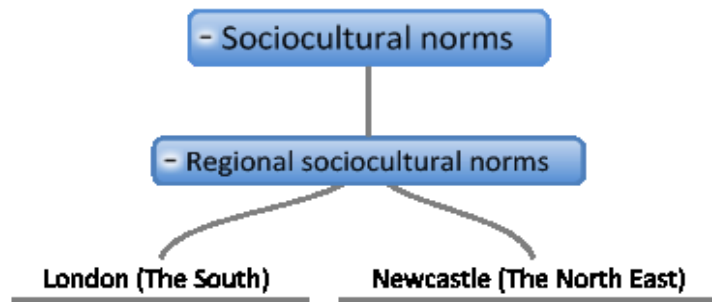 - Sociocultural norms
- Regional sociocultural norms
London (The South)
Newcastle (The North East)